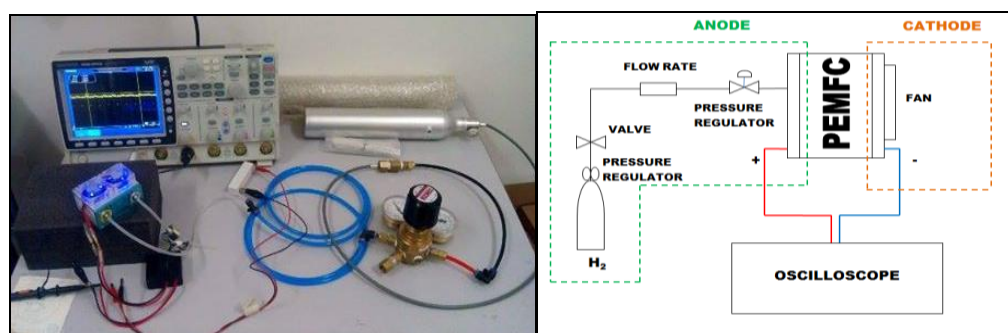 ANODE
CATHODE
FLOW RATE
PRESSURE
REGULATOR
VALVE
PRESSURE
REGULATOR
H₂
PEMFC
FAN
+
-
OSCILLOSCOPE